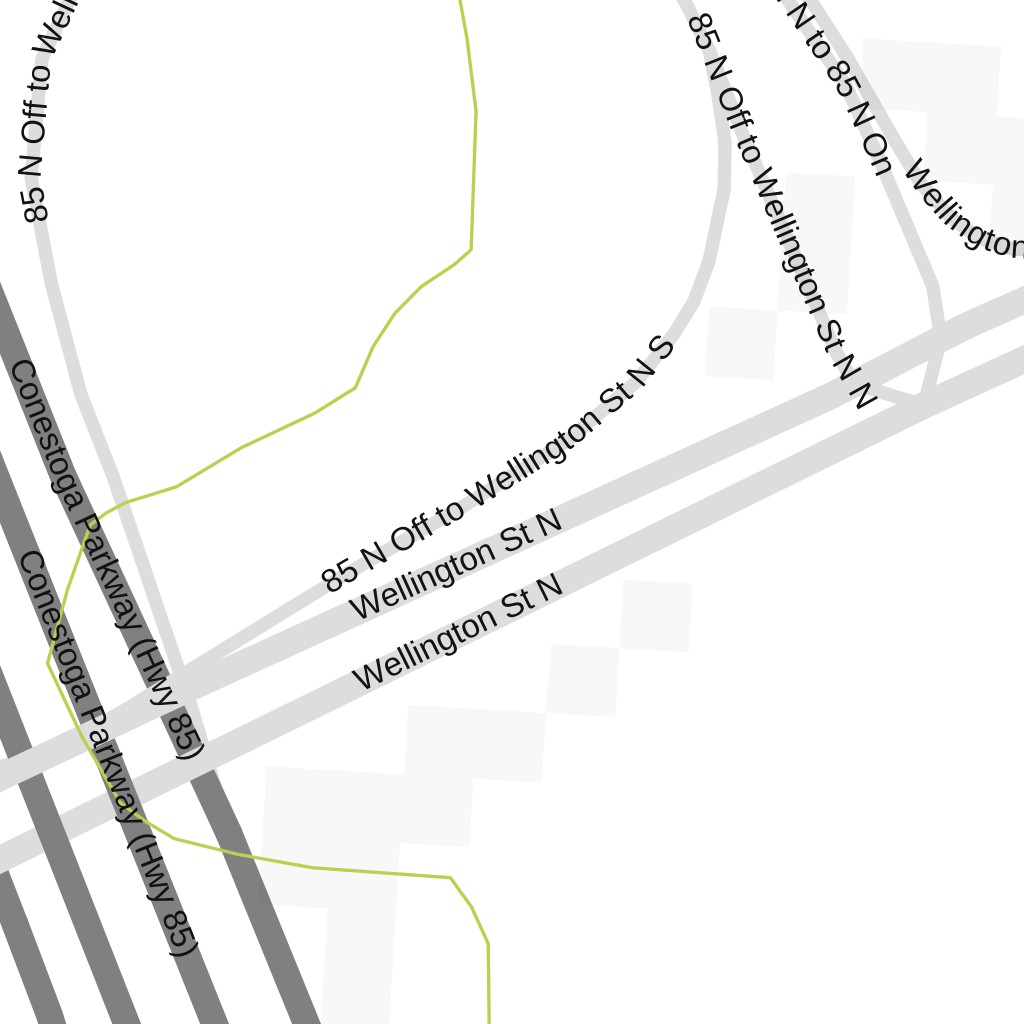 85 N Off to Well
85 N Off to Wellington St N N
N to 85 N On
Wellington
85 N Off to Wellington St N S
Wellington St N
Wellington St N
Conestoga Parkway (Hwy 85)
Conestoga Parkway (Hwy 85)